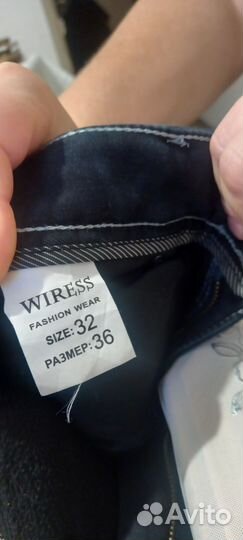 WIRESS
FASHION WEAR
SIZE: 32
РАЗМЕР: 36
Avito